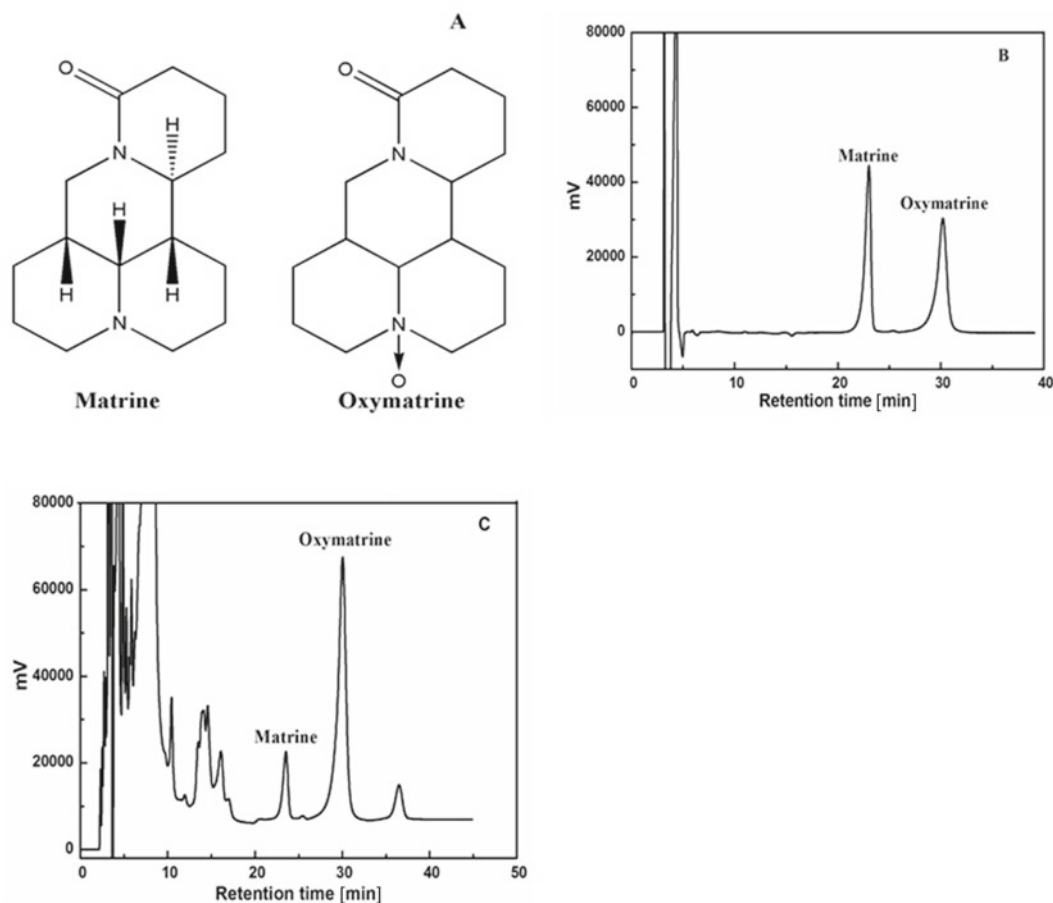 A
O
H
N
H
H
H
N
Matrine
O
N
N
O
Oxymatrine
B
mV
80000
60000
40000
20000
0
Matrine
Oxymatrine
0 10 20 30 40
Retention time [min]
C
mV
80000
60000
40000
20000
0
Oxymatrine
Matrine
0 10 20 30 40 50
Retention time [min]